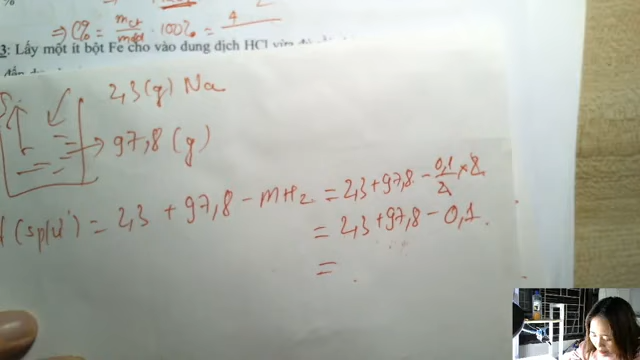 ⇒ C% = mct/mdd · 100% = 4
3: Lấy một ít bột Fe cho vào dung dịch HCl vừa đủ
2,3(g) Na
97,8 (g)
(spứ) = 2,3 + 97,8 - mH2 = 2,3 + 97,8 - 0,1/2 × 2
= 2,3 + 97,8 - 0,1
=